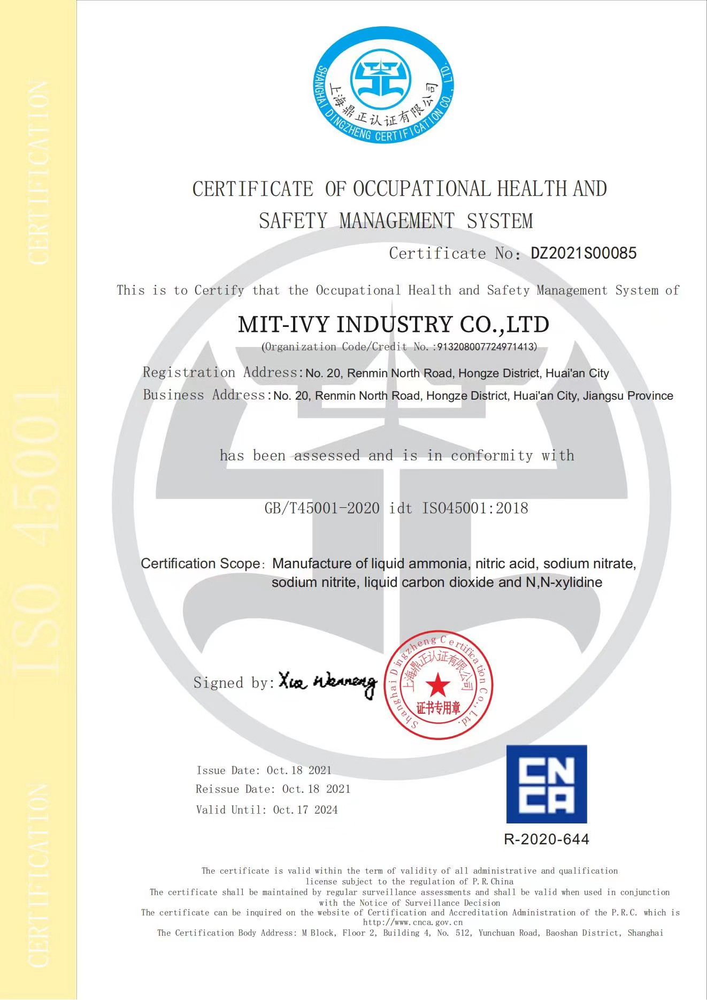 CERTIFICATION
ISO 45001
CERTIFICATION
上海鼎正认证有限公司
SHANGHAI DINGZHENG CERTIFICATION CO., LTD.
CERTIFICATE OF OCCUPATIONAL HEALTH AND
SAFETY MANAGEMENT SYSTEM
Certificate No: DZ2021S00085
This is to Certify that the Occupational Health and Safety Management System of
MIT-IVY INDUSTRY CO.,LTD
(Organization Code/Credit No.:913208007724971413)
Registration Address:No. 20, Renmin North Road, Hongze District, Huai'an City
Business Address:No. 20, Renmin North Road, Hongze District, Huai'an City, Jiangsu Province
has been assessed and is in conformity with
GB/T45001-2020 idt ISO45001:2018
Certification Scope: Manufacture of liquid ammonia, nitric acid, sodium nitrate,
sodium nitrite, liquid carbon dioxide and N,N-xylidine
Signed by:
Shanghai Dingzheng Certification Co., Ltd.
上海鼎正认证有限公司
证书专用章
Issue Date: Oct.18 2021
Reissue Date: Oct.18 2021
Valid Until: Oct.17 2024
CN
CA
R-2020-644
The certificate is valid within the term of validity of all administrative and qualification
license subject to the regulation of P.R.China
The certificate shall be maintained by regular surveillance assessments and shall be valid when used in conjunction
with the Notice of Surveillance Decision
The certificate can be inquired on the website of Certification and Accreditation Administration of the P.R.C. which is
http://www.cnca.gov.cn
The Certification Body Address: M Block, Floor 2, Building 4, No. 512, Yunchuan Road, Baoshan District, Shanghai